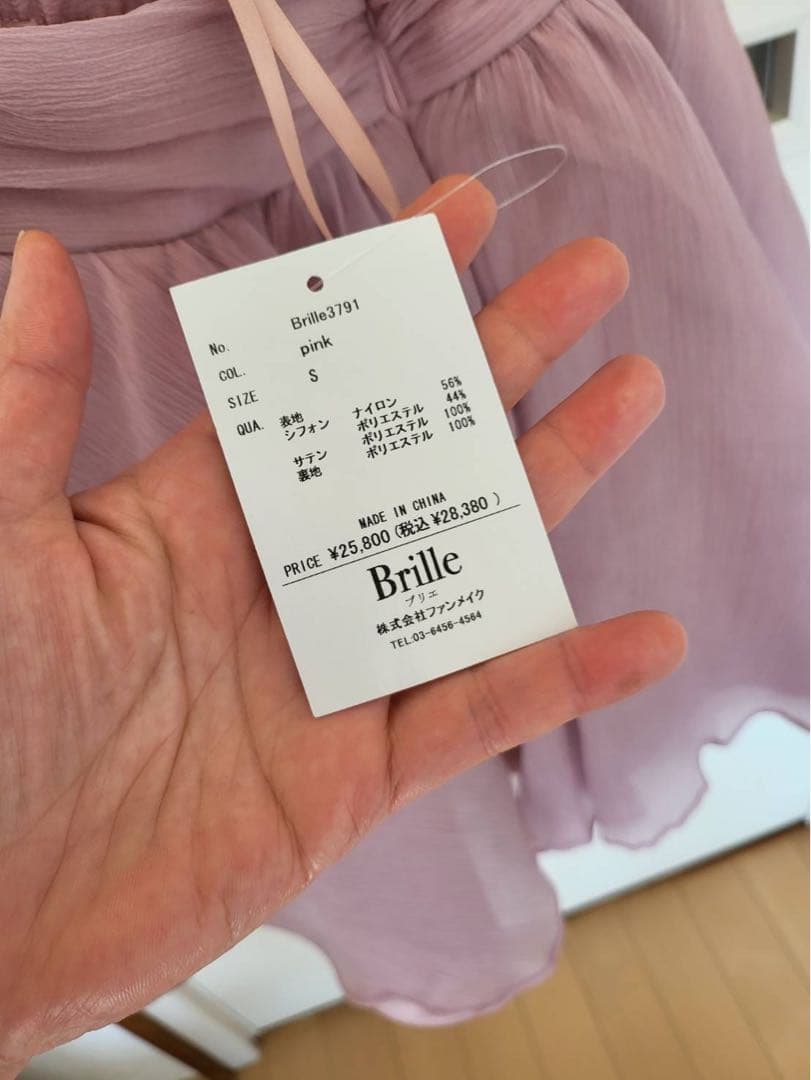 No. Brille3791
COL. pink
SIZE S
QUA. 表地 ナイロン 56%
シフォン ポリエステル 44%
ポリエステル 100%
サテン ポリエステル 100%
裏地
MADE IN CHINA
PRICE ¥25,800(税込¥28,380 )
Brille
ブリエ
株式会社ファンメイク
TEL:03-6456-4564